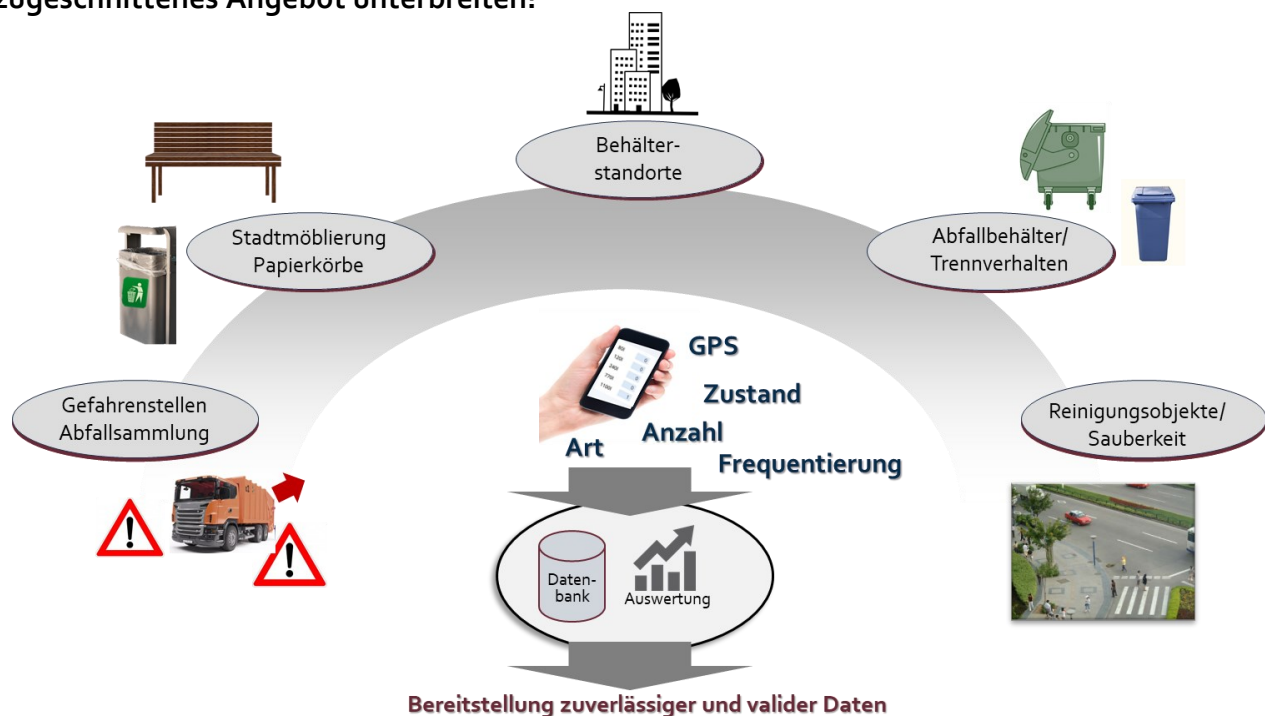 zugeschnittenes Angebot unterbreiten!
Behälter-
standorte
Stadtmöblierung
Papierkörbe
Abfallbehälter/
Trennverhalten
Gefahrenstellen
Abfallsammlung
Reinigungsobjekte/
Sauberkeit
GPS
Zustand
Anzahl
Art
Frequentierung
Daten-
bank
Auswertung
Bereitstellung zuverlässiger und valider Daten